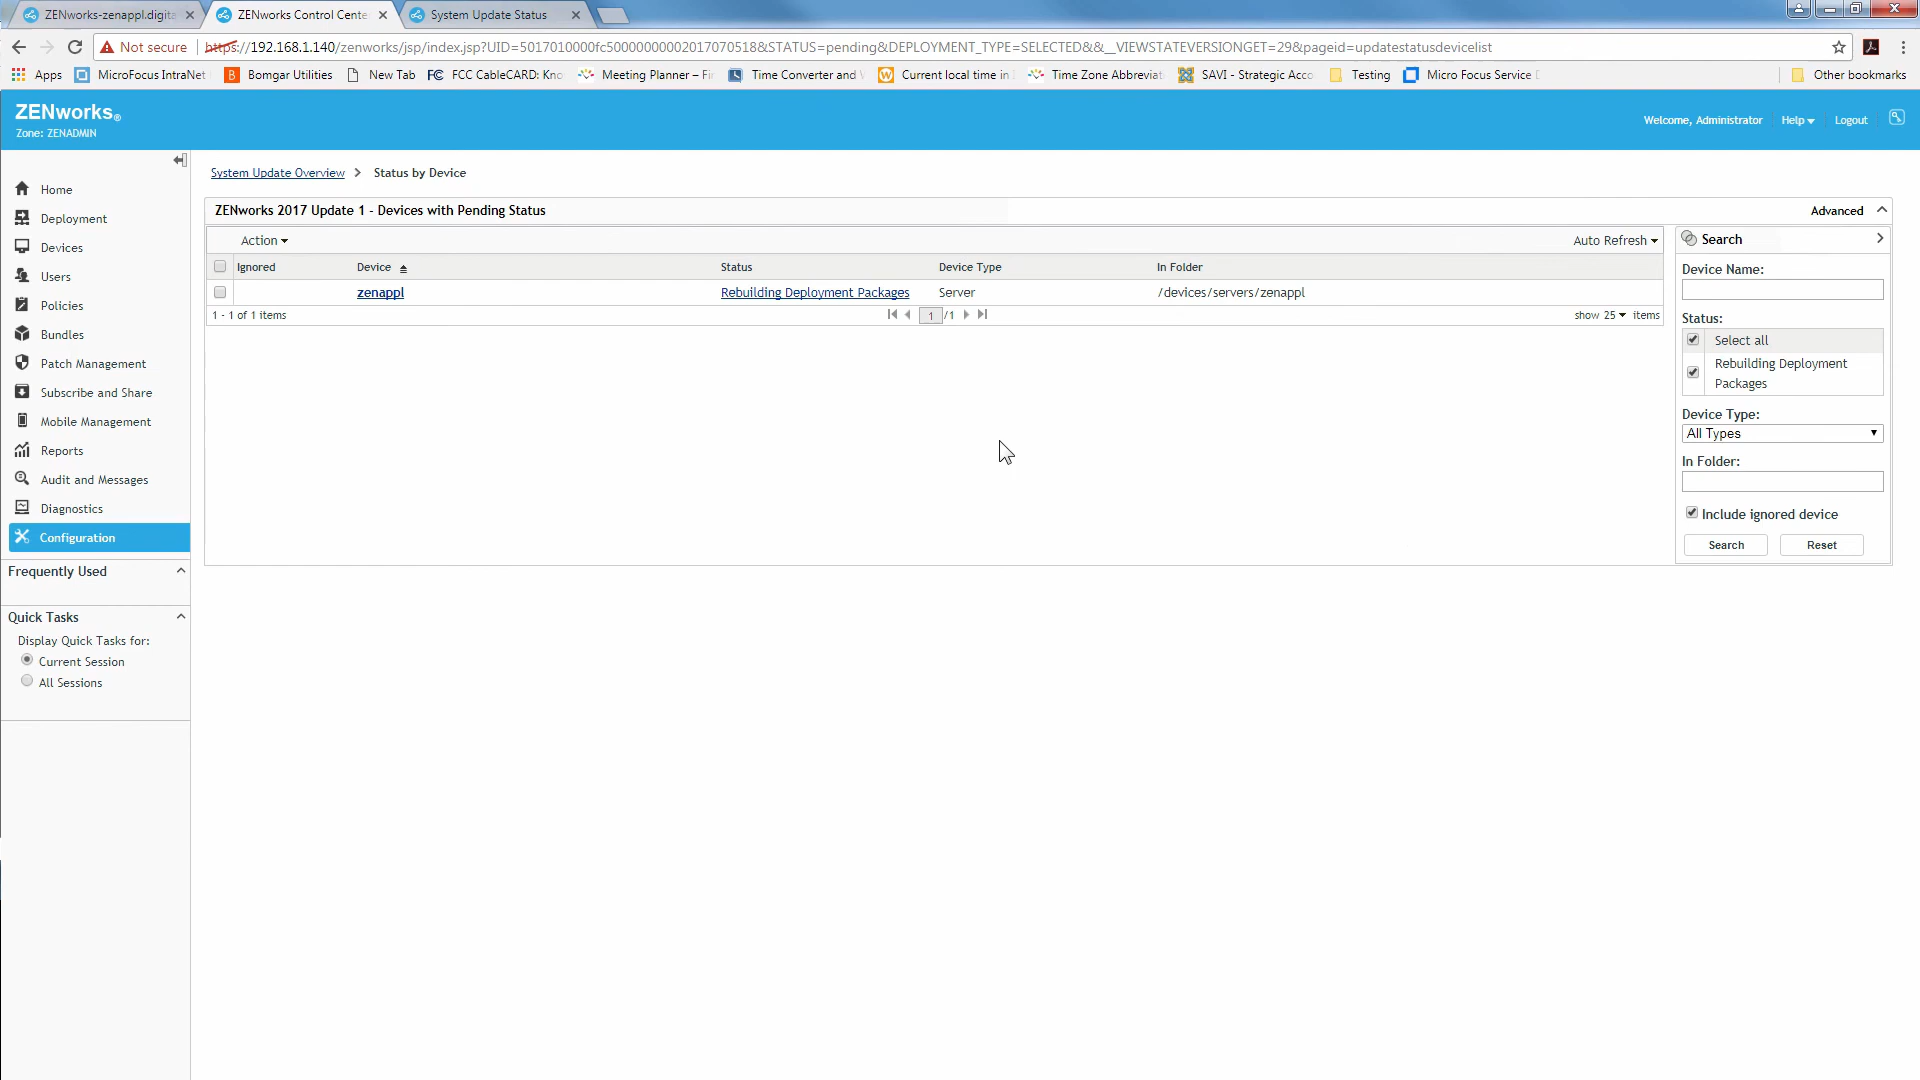 ZENworks-zenappl.digita
ZENworks Control Cente
System Update Status
Not secure
https://192.168.1.140/zenworks/jsp/index.jsp?UID=5017010000fc50000000002017070518&STATUS=pending&DEPLOYMENT_TYPE=SELECTED&&__VIEWSTATEVERSIONGET=29&pageid=updatestatusdevicelist
Apps
MicroFocus IntraNet
Bomgar Utilities
New Tab
FCC CableCARD: Kno
Meeting Planner – Fi
Time Converter and
Current local time in
Time Zone Abbreviat
SAVI - Strategic Acco
Testing
Micro Focus Service
Other bookmarks
ZENworks®
Zone: ZENADMIN
Welcome, Administrator
Help
Logout
Home
Deployment
Devices
Users
Policies
Bundles
Patch Management
Subscribe and Share
Mobile Management
Reports
Audit and Messages
Diagnostics
Configuration
Frequently Used
Quick Tasks
Display Quick Tasks for:
Current Session
All Sessions
System Update Overview > Status by Device
ZENworks 2017 Update 1 - Devices with Pending Status
Advanced
Action
Auto Refresh
Ignored Device Status Device Type In Folder
zenappl Rebuilding Deployment Packages Server /devices/servers/zenappl
1 - 1 of 1 items
1 /1
show 25 items
Search
Device Name:
Status:
Select all
Rebuilding Deployment
Packages
Device Type:
All Types
In Folder:
Include ignored device
Search
Reset